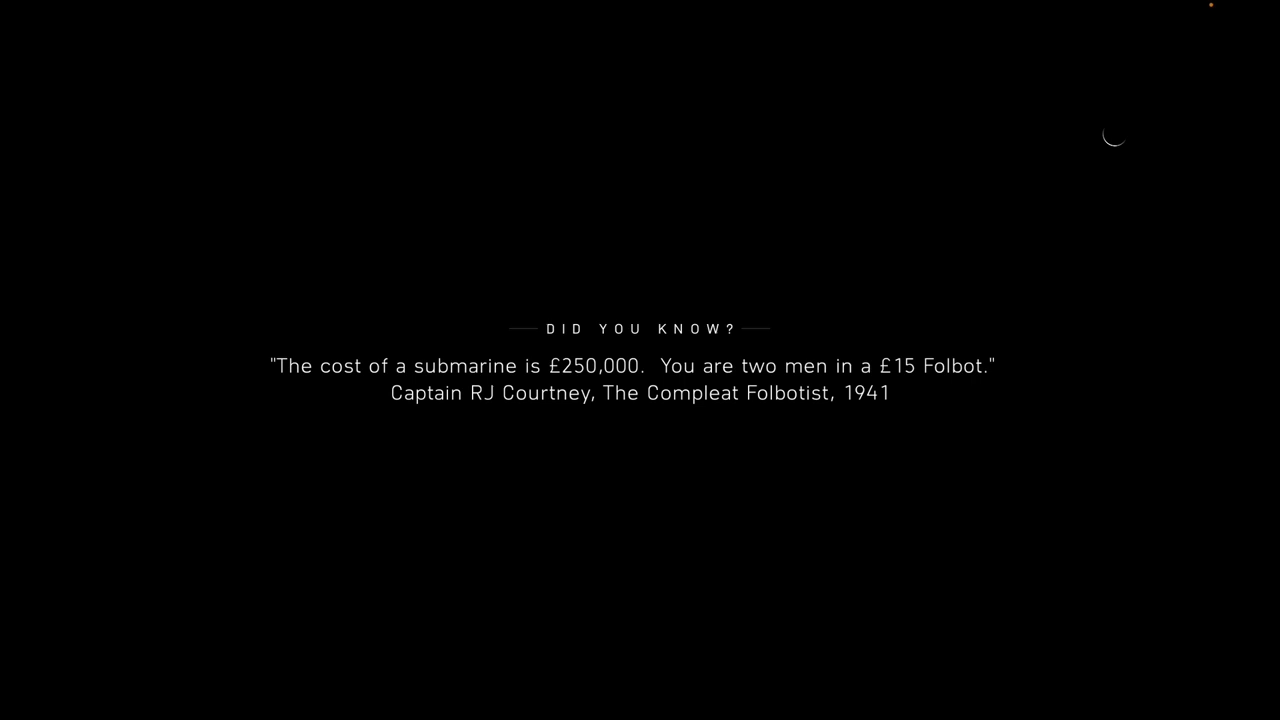 DID YOU KNOW?
"The cost of a submarine is £250,000.  You are two men in a £15 Folbot."
Captain RJ Courtney, The Compleat Folbotist, 1941